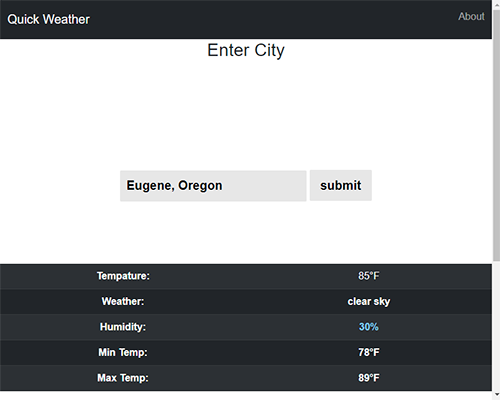 Quick Weather About
Enter City
Eugene, Oregon submit
Tempature: 85°F
Weather: clear sky
Humidity: 30%
Min Temp: 78°F
Max Temp: 89°F